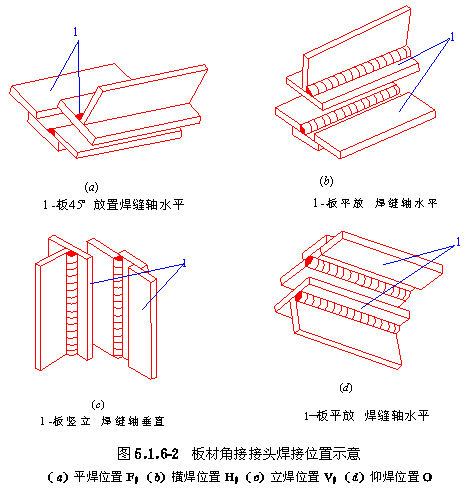 1
1
(a)
(b)
1-板45° 放置焊缝轴水平
1-板平放 焊缝轴水平
1
1
(c)
(d)
1-板竖立 焊缝轴垂直
1-板平放 焊缝轴水平
图5.1.6-2 板材角接接头焊接位置示意
(a) 平焊位置F; (b) 横焊位置H; (c) 立焊位置V; (d) 仰焊位置O